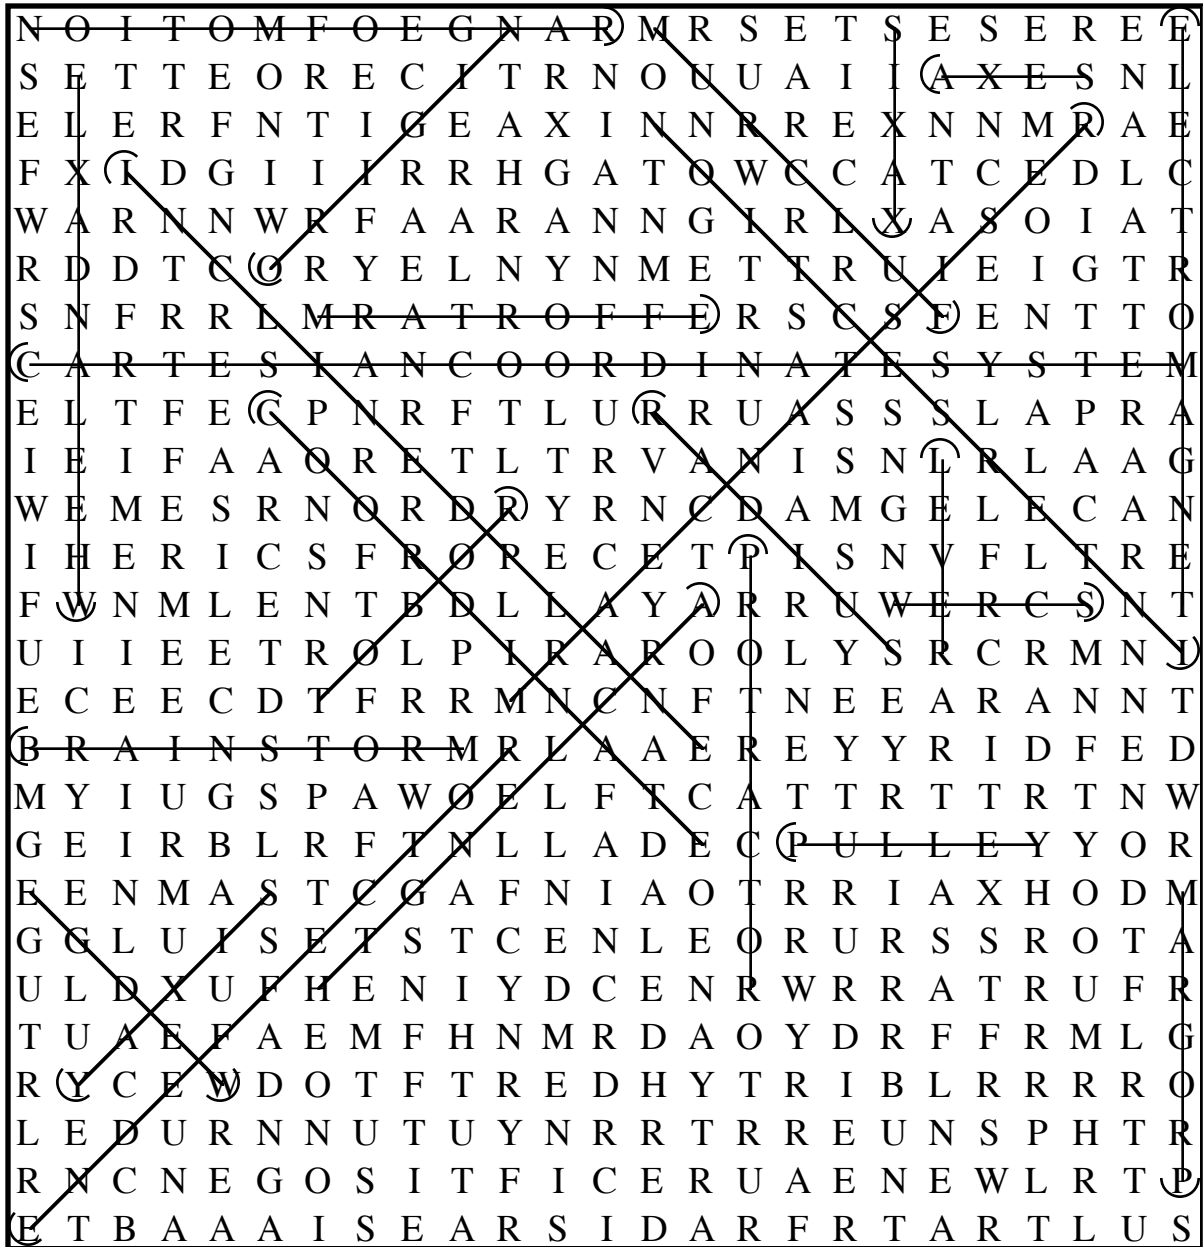 N O I T O M F O E G N A R M R S E T S E S E R E E
S E T T E O R E C I T R N O U U A I I A X E S N L
E L E R F N T I G E A X I N N R R E X N N M R A E
F X I D G I I I R R H G A T O W C C A T C E D L C
W A R N N W R F A A R A N N G I R L X A S O I A T
R D D T C O R Y E L N Y N M E T T R U I E I G T R
S N F R R L M R A T R O F F E R S C S F E N T T O
C A R T E S I A N C O O R D I N A T E S Y S T E M
E L T F E C P N R F T L U R R U A S S S L A P R A
I E I F A A O R E T L T R V A N I S N L R L A A G
W E M E S R N O R D R Y R N C D A M G E L E C A N
I H E R I C S F R O P E C E T P I S N V F L T R E
F W N M L E N T B D L L A Y A R R U W E R C S N T
U I I E E T R O L P I R A R O O L Y S R C R M N I
E C E E C D T F R R M N C N F T N E E A R A N N T
B R A I N S T O R M R L A A E R E Y Y R I D F E D
M Y I U G S P A W O E L F T C A T T R T T R T N W
G E I R B L R F T N L L A D E C P U L L E Y Y O R
E E N M A S T C G A F N I A O T R R I A X H O D M
G G L U I S E T S T C E N L E O R U R S S R O T A
U L D X U F H E N I Y D C E N R W R R A T R U F R
T U A E F A E M F H N M R D A O Y D R F F R M L G
R Y C E W D O T F T R E D H Y T R I B L R R R R O
L E D U R N N U T U Y N R R T R R E U N S P H T R
R N C N E G O S I T F I C E R U A E N E W L R T P
E T B A A A I S E A R S I D A R F R T A R T L U S